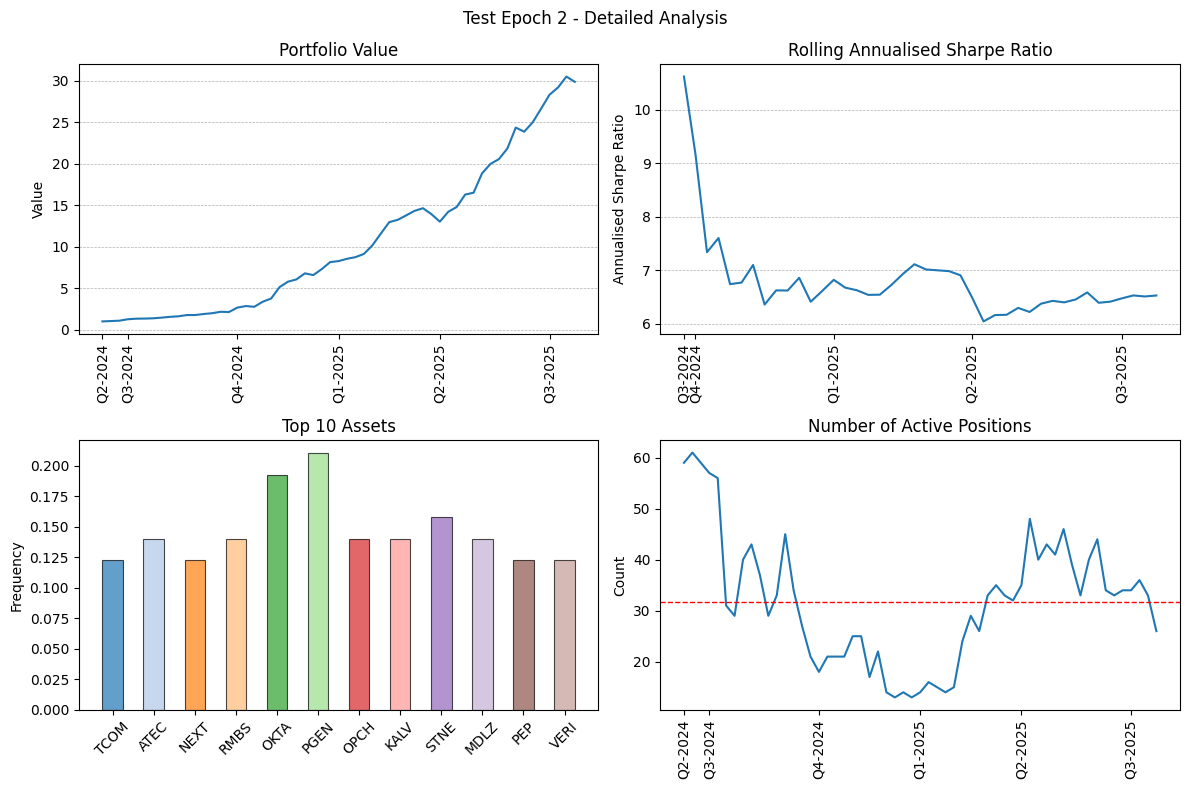 Test Epoch 2 - Detailed Analysis
Portfolio Value
Value
30
25
20
15
10
5
0
Q2-2024
Q3-2024
Q4-2024
Q1-2025
Q2-2025
Q3-2025
Rolling Annualised Sharpe Ratio
Annualised Sharpe Ratio
10
9
8
7
6
Q3-2024
Q4-2024
Q1-2025
Q2-2025
Q3-2025
Top 10 Assets
Frequency
0.200
0.175
0.150
0.125
0.100
0.075
0.050
0.025
0.000
TCOM
ATEC
NEXT
RMBS
OKTA
PGEN
OPCH
KALV
STNE
MDLZ
PEP
VERI
Number of Active Positions
Count
60
50
40
30
20
Q2-2024
Q3-2024
Q4-2024
Q1-2025
Q2-2025
Q3-2025